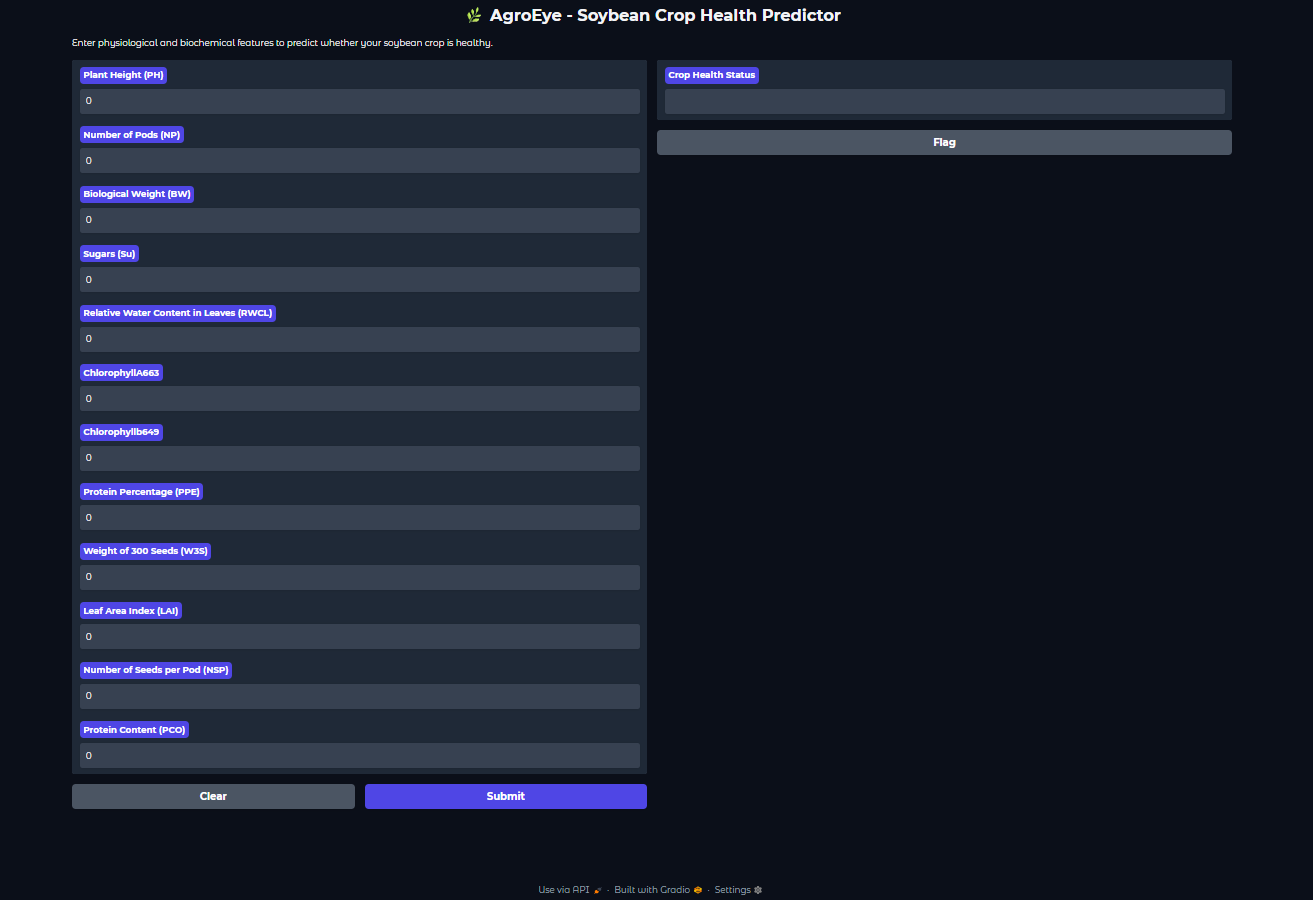 AgroEye - Soybean Crop Health Predictor
Enter physiological and biochemical features to predict whether your soybean crop is healthy.
Plant Height (PH)
0
Number of Pods (NP)
0
Biological Weight (BW)
0
Sugars (Su)
0
Relative Water Content in Leaves (RWCL)
0
ChlorophyllA663
0
Chlorophyllb649
0
Protein Percentage (PPE)
0
Weight of 300 Seeds (W3S)
0
Leaf Area Index (LAI)
0
Number of Seeds per Pod (NSP)
0
Protein Content (PCO)
0
Clear
Submit
Crop Health Status
Flag
Use via API · Built with Gradio · Settings